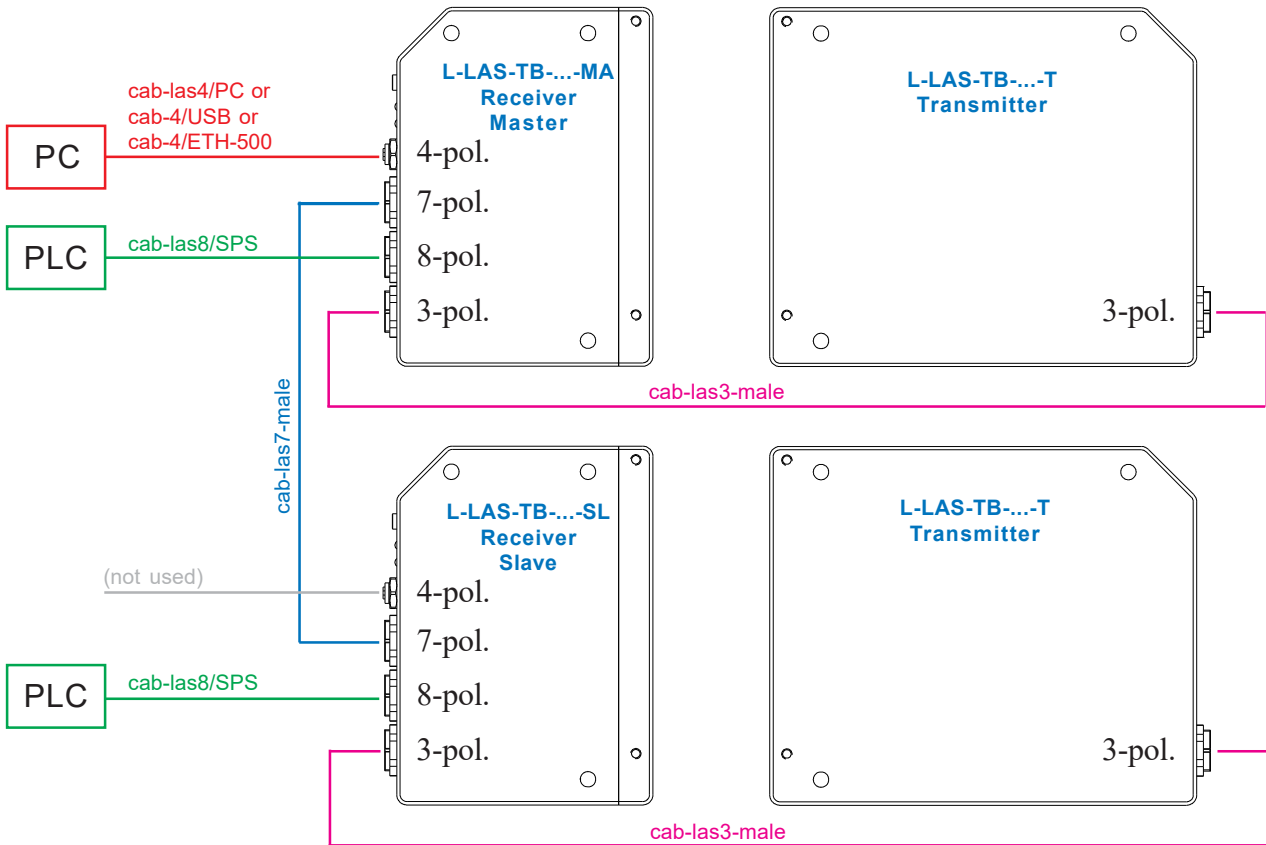 cab-las4/PC or
cab-4/USB or
cab-4/ETH-500
PC
PLC
cab-las8/SPS
L-LAS-TB-...-MA
Receiver
Master
4-pol.
7-pol.
8-pol.
3-pol.
L-LAS-TB-...-T
Transmitter
3-pol.
cab-las3-male
cab-las7-male
L-LAS-TB-...-SL
Receiver
Slave
(not used)
4-pol.
7-pol.
8-pol.
3-pol.
PLC
cab-las8/SPS
L-LAS-TB-...-T
Transmitter
3-pol.
cab-las3-male